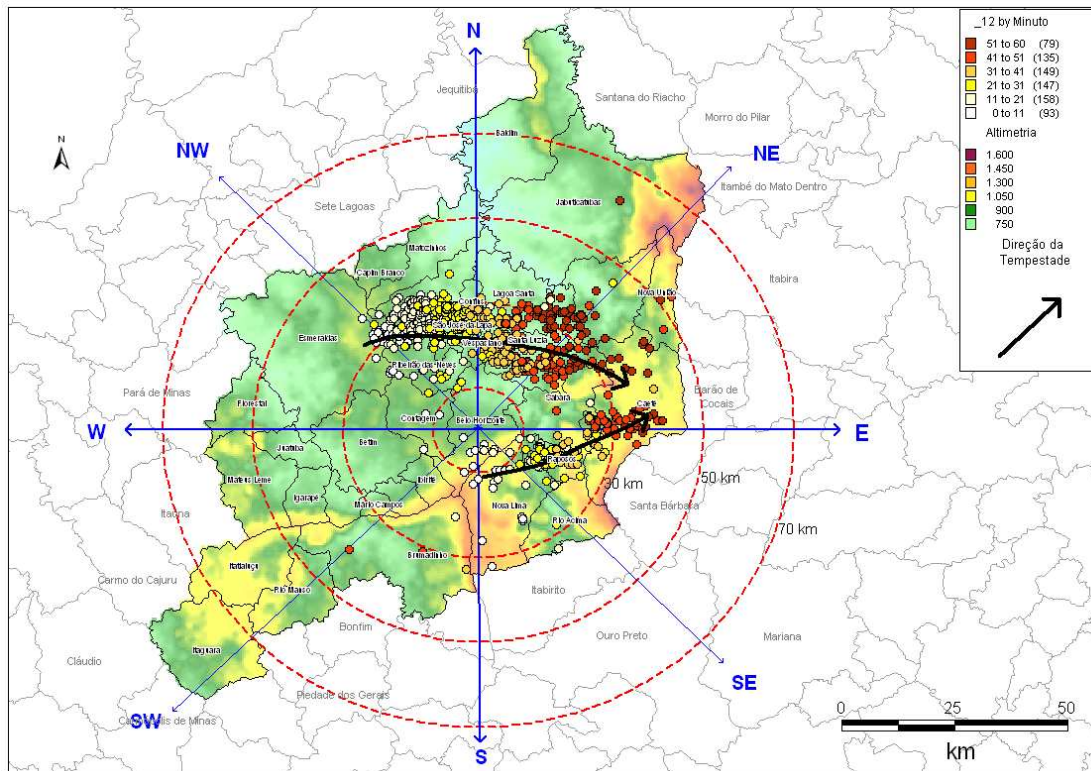 N
_12 by Minuto
51 to 60 (79)
41 to 51 (135)
31 to 41 (149)
21 to 31 (147)
11 to 21 (158)
0 to 11 (93)
Altimetria
1.600
1.450
1.300
1.050
900
750
Direção da
Tempestade
Jequitibá
Santana do Riacho
Morro do Pilar
Baldim
N
NW
NE
Itambé do Mato Dentro
Sete Lagoas
Jaboticatubas
Matozinhos
Capim Branco
Itabira
Nova União
Lagoa Santa
Confins
São José da Lapa
Esmeraldas
Vespasiano
Santa Luzia
Ribeirão das Neves
Pará de Minas
Barão de
Cocais
Sabará
Caeté
Florestal
Contagem
Belo Horizonte
W
E
Betim
Juatuba
Raposos
Mateus Leme
Ibirité
30 km
50 km
Igarapé
Mário Campos
Nova Lima
Santa Bárbara
Itaúna
Rio Acima
70 km
Brumadinho
Itatiaiuçu
Carmo do Cajuru
Rio Manso
Itabirito
Bonfim
Ouro Preto
Mariana
Itaguara
Cláudio
SE
Piedade dos Gerais
SW
S
0 25 50
km